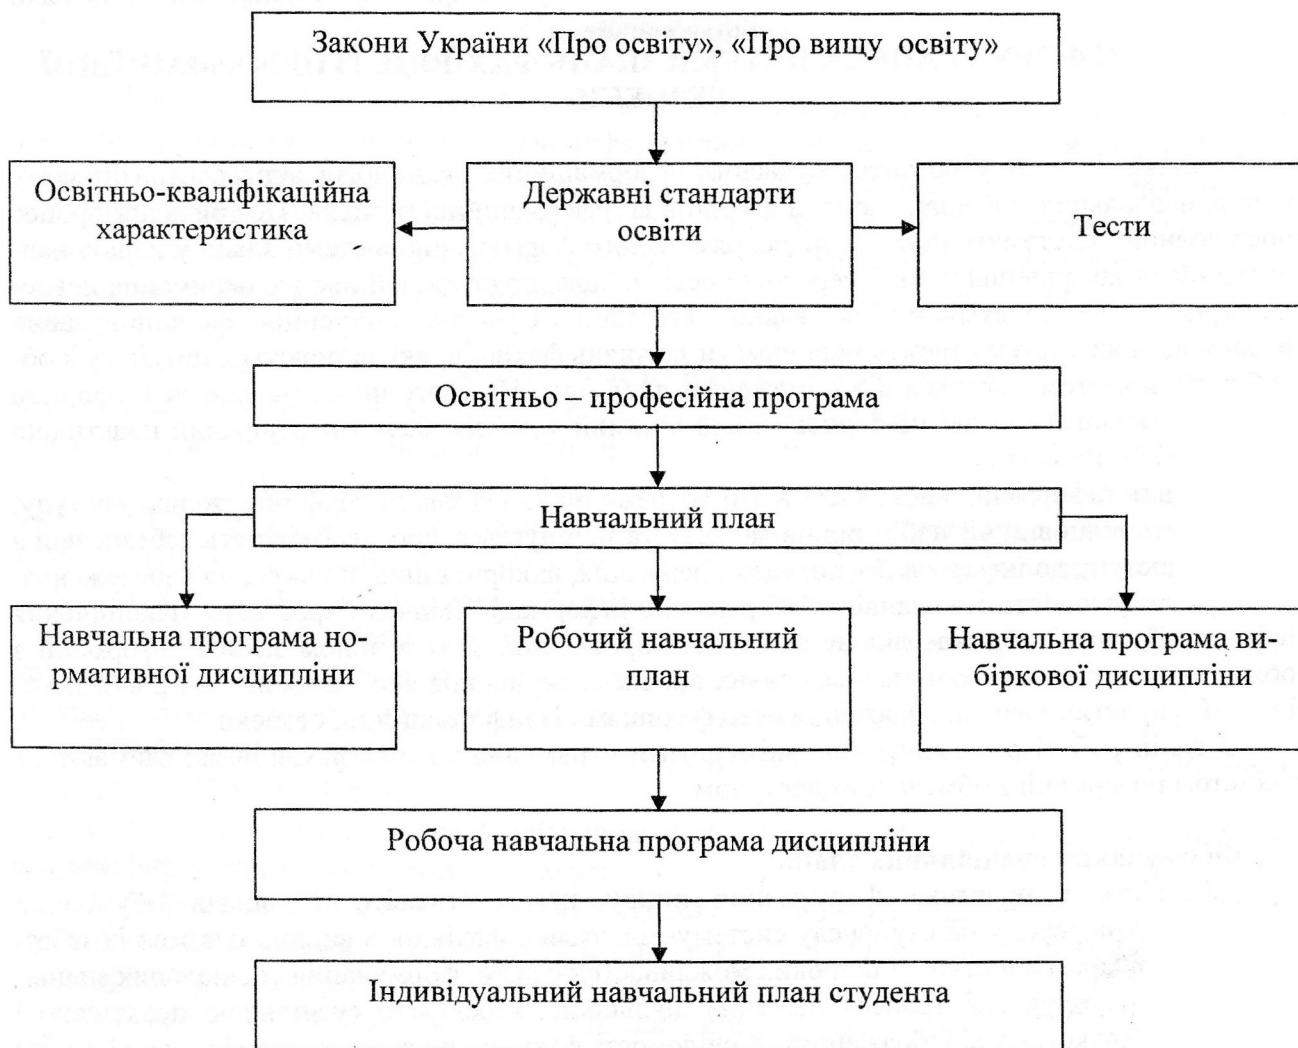 Закони України «Про освіту», «Про вищу освіту»
Освітньо-кваліфікаційна
характеристика
Державні стандарти
освіти
Тести
Освітньо – професійна програма
Навчальний план
Навчальна програма но-
рмативної дисципліни
Робочий навчальний
план
Навчальна програма ви-
біркової дисципліни
Робоча навчальна програма дисципліни
Індивідуальний навчальний план студента